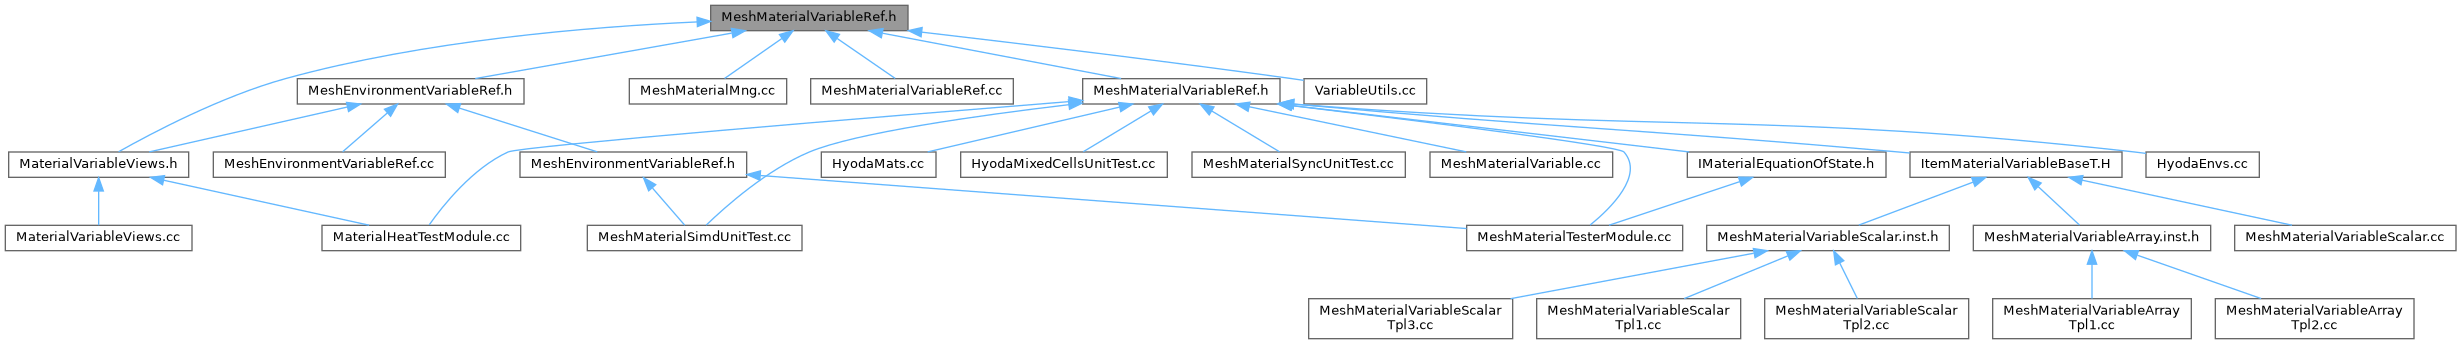 MeshMaterialVariableRef.h
MeshEnvironmentVariableRef.h
MeshMaterialMng.cc
MeshMaterialVariableRef.cc
MeshMaterialVariableRef.h
VariableUtils.cc
MaterialVariableViews.h
MeshEnvironmentVariableRef.cc
MeshEnvironmentVariableRef.h
HyodaMats.cc
HyodaMixedCellsUnitTest.cc
MeshMaterialSyncUnitTest.cc
MeshMaterialVariable.cc
IMaterialEquationOfState.h
ItemMaterialVariableBaseT.H
HyodaEnvs.cc
MaterialVariableViews.cc
MaterialHeatTestModule.cc
MeshMaterialSimdUnitTest.cc
MeshMaterialTesterModule.cc
MeshMaterialVariableScalar.inst.h
MeshMaterialVariableArray.inst.h
MeshMaterialVariableScalar.cc
MeshMaterialVariableScalar
Tpl3.cc
MeshMaterialVariableScalar
Tpl1.cc
MeshMaterialVariableScalar
Tpl2.cc
MeshMaterialVariableArray
Tpl1.cc
MeshMaterialVariableArray
Tpl2.cc